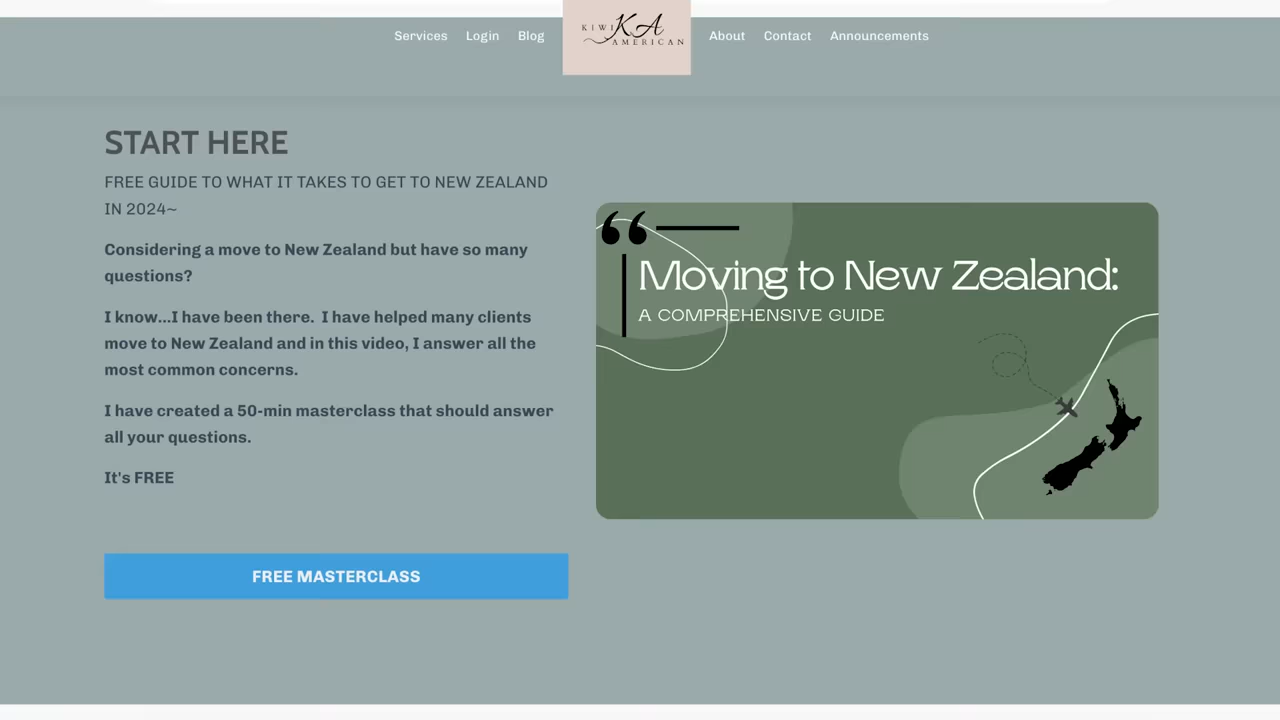 Services Login Blog
KIWI KA AMERICAN
About Contact Announcements
START HERE
FREE GUIDE TO WHAT IT TAKES TO GET TO NEW ZEALAND
IN 2024~
Considering a move to New Zealand but have so many
questions?
I know...I have been there.  I have helped many clients
move to New Zealand and in this video, I answer all the
most common concerns.
I have created a 50-min masterclass that should answer
all your questions.
It's FREE
FREE MASTERCLASS
“
Moving to New Zealand:
A COMPREHENSIVE GUIDE